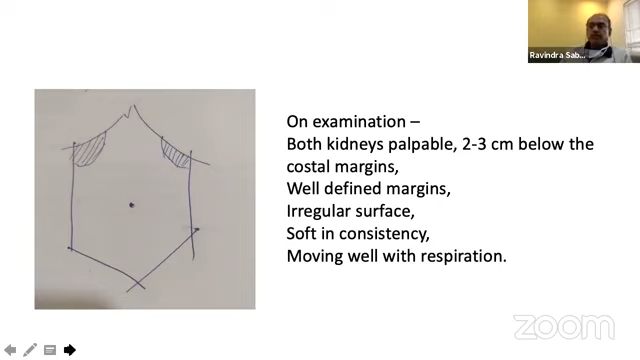 Ravindra Sab...
On examination –
Both kidneys palpable, 2-3 cm below the
costal margins,
Well defined margins,
Irregular surface,
Soft in consistency,
Moving well with respiration.
zoom